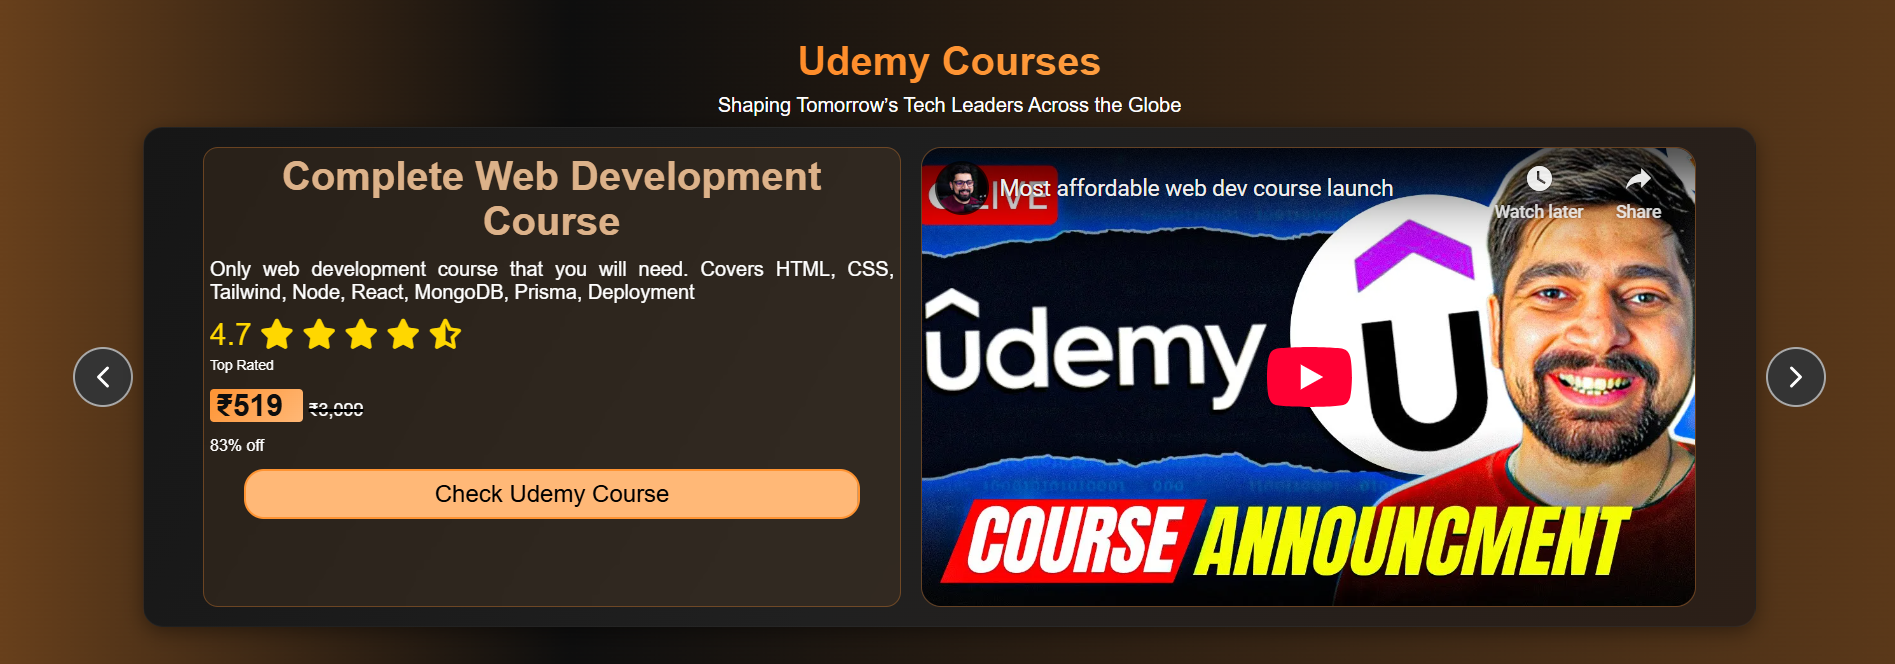 Udemy Courses
Shaping Tomorrow's Tech Leaders Across the Globe
Complete Web Development
Course
Only web development course that you will need. Covers HTML, CSS,
Tailwind, Node, React, MongoDB, Prisma, Deployment
4.7
Top Rated
₹519 ₹3,099
83% off
Check Udemy Course
LIVE
Most affordable web dev course launch
Watch later
Share
udemy
U
COURSE ANNOUNCMENT